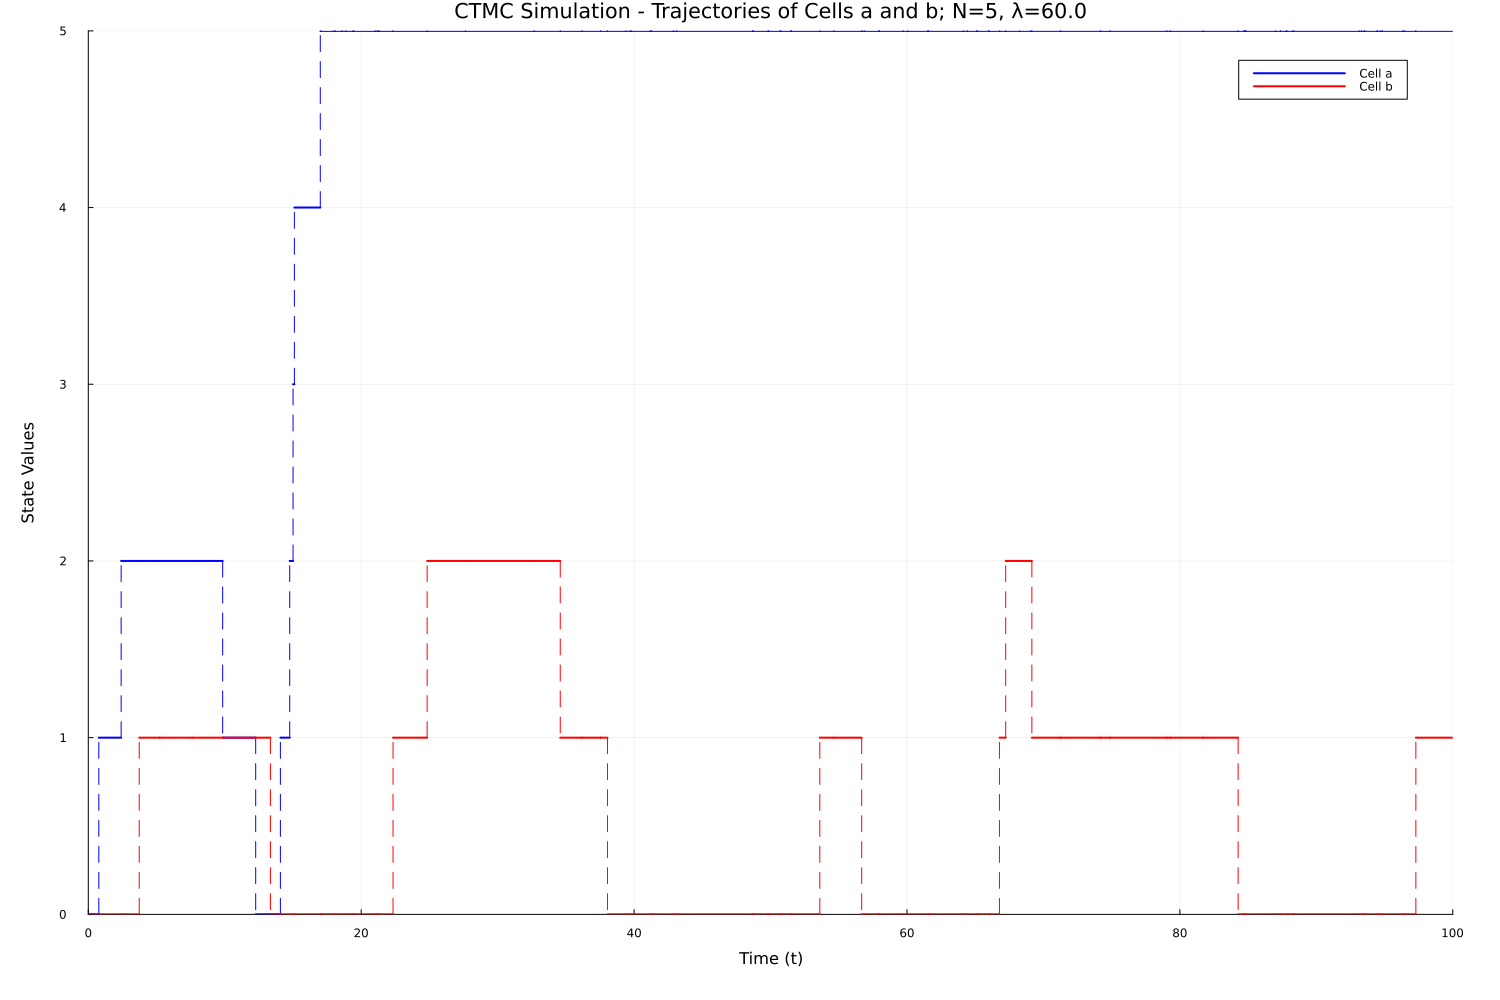 CTMC Simulation - Trajectories of Cells a and b; N=5, λ=60.0
5
Cell a
Cell b
4
3
State Values
2
1
0
0 20 40 60 80 100
Time (t)